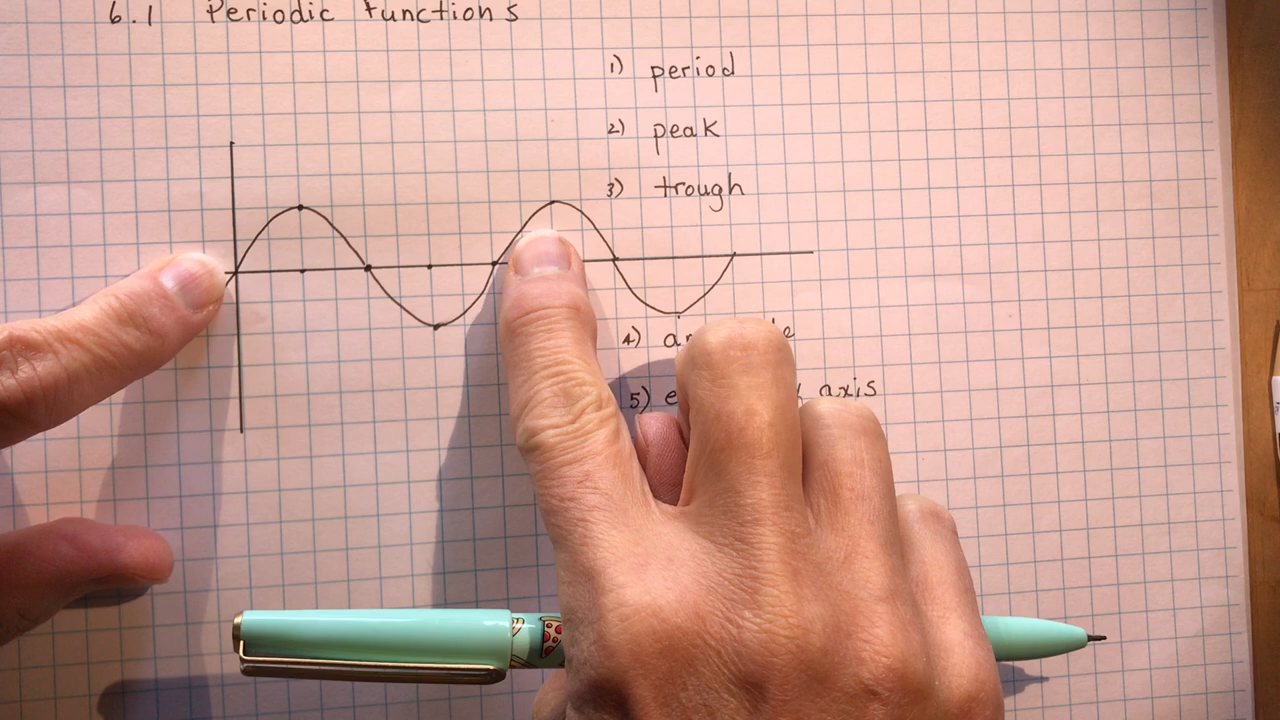 6.1 Periodic Functions
1) period
2) peak
3) trough
4)
5) axis